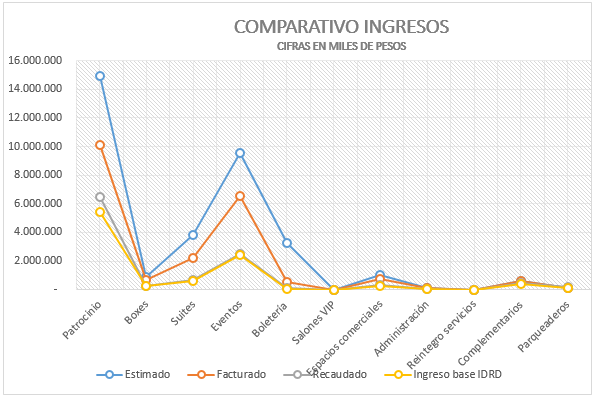 COMPARATIVO INGRESOS
CIFRAS EN MILES DE PESOS
16.000.000
14.000.000
12.000.000
10.000.000
8.000.000
6.000.000
4.000.000
2.000.000
-
Patrocinio
Boxes
Suites
Eventos
Boletería
Salones VIP
Espacios comerciales
Administración
Reintegro servicios
Complementarios
Parqueaderos
Estimado
Facturado
Recaudado
Ingreso base IDRD